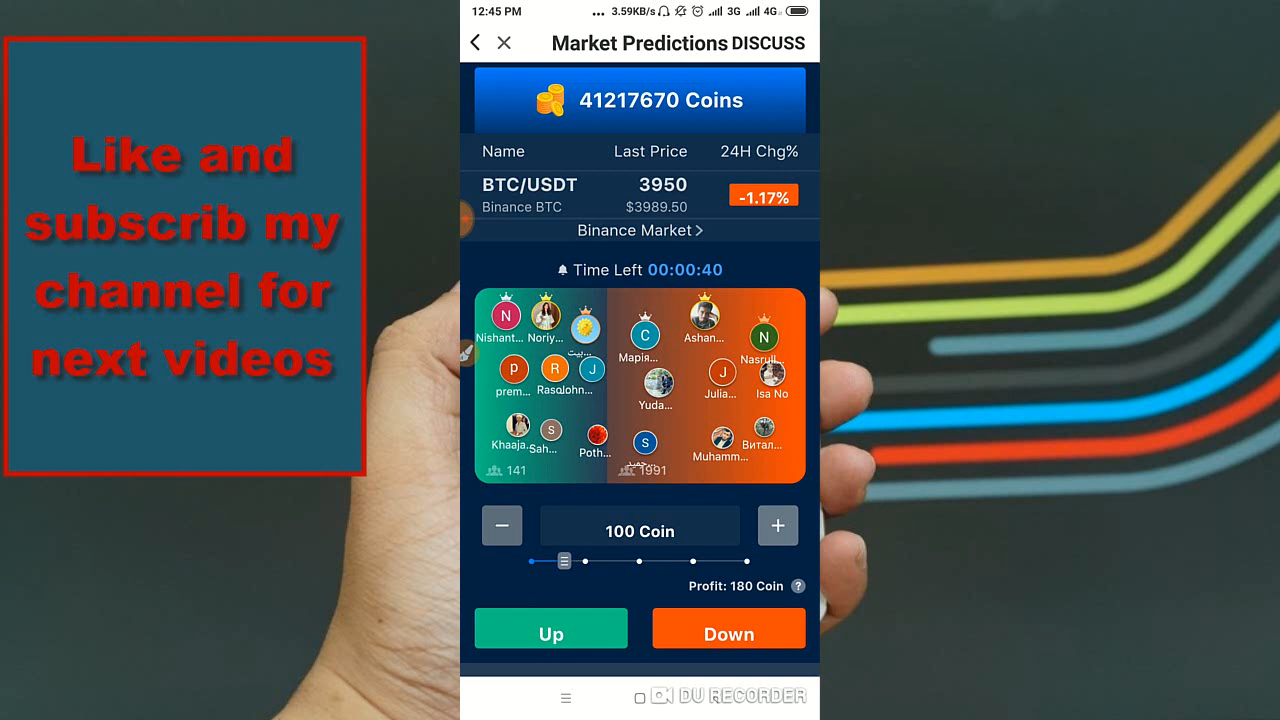 Like and
subscrib my
channel for
next videos
12:45 PM
... 3.59KB/s 3G 4G
Market Predictions DISCUSS
41217670 Coins
Name Last Price 24H Chg%
BTC/USDT 3950 -1.17%
Binance BTC $3989.50
Binance Market >
Time Left 00:00:40
N N
Nishant... Noriy... بيت... C Марія... Ashan... Nasrull...
p R J J
prem... Raso John... Yuda... Julia... Isa No
S S
Khaaja... Sah... Poth... Muhamm... Витал...
141 1991
− 100 Coin +
Profit: 180 Coin ?
Up Down
DU RECORDER